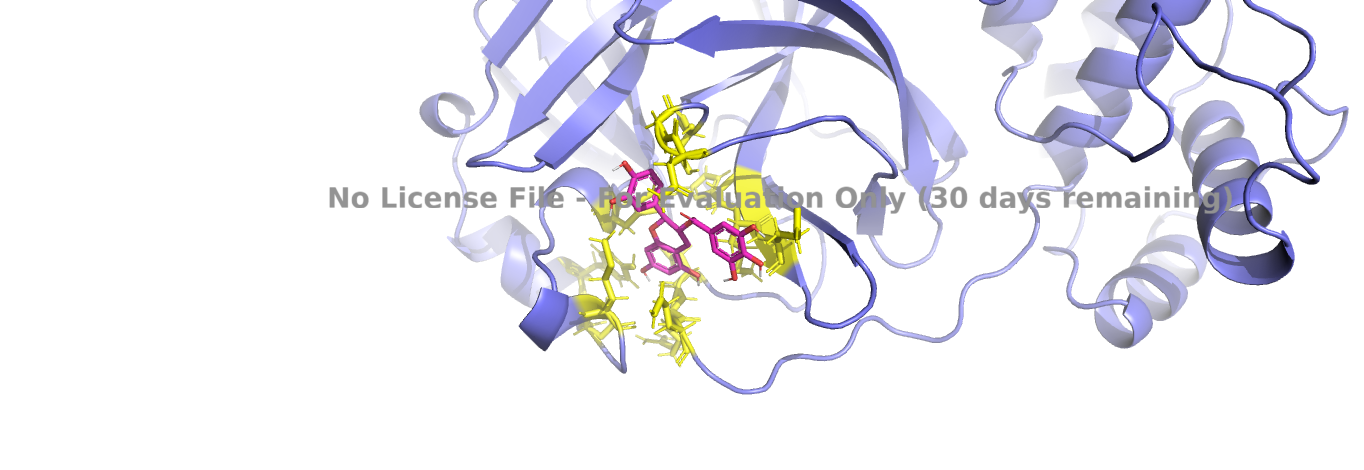 No License File - For Evaluation Only (30 days remaining)